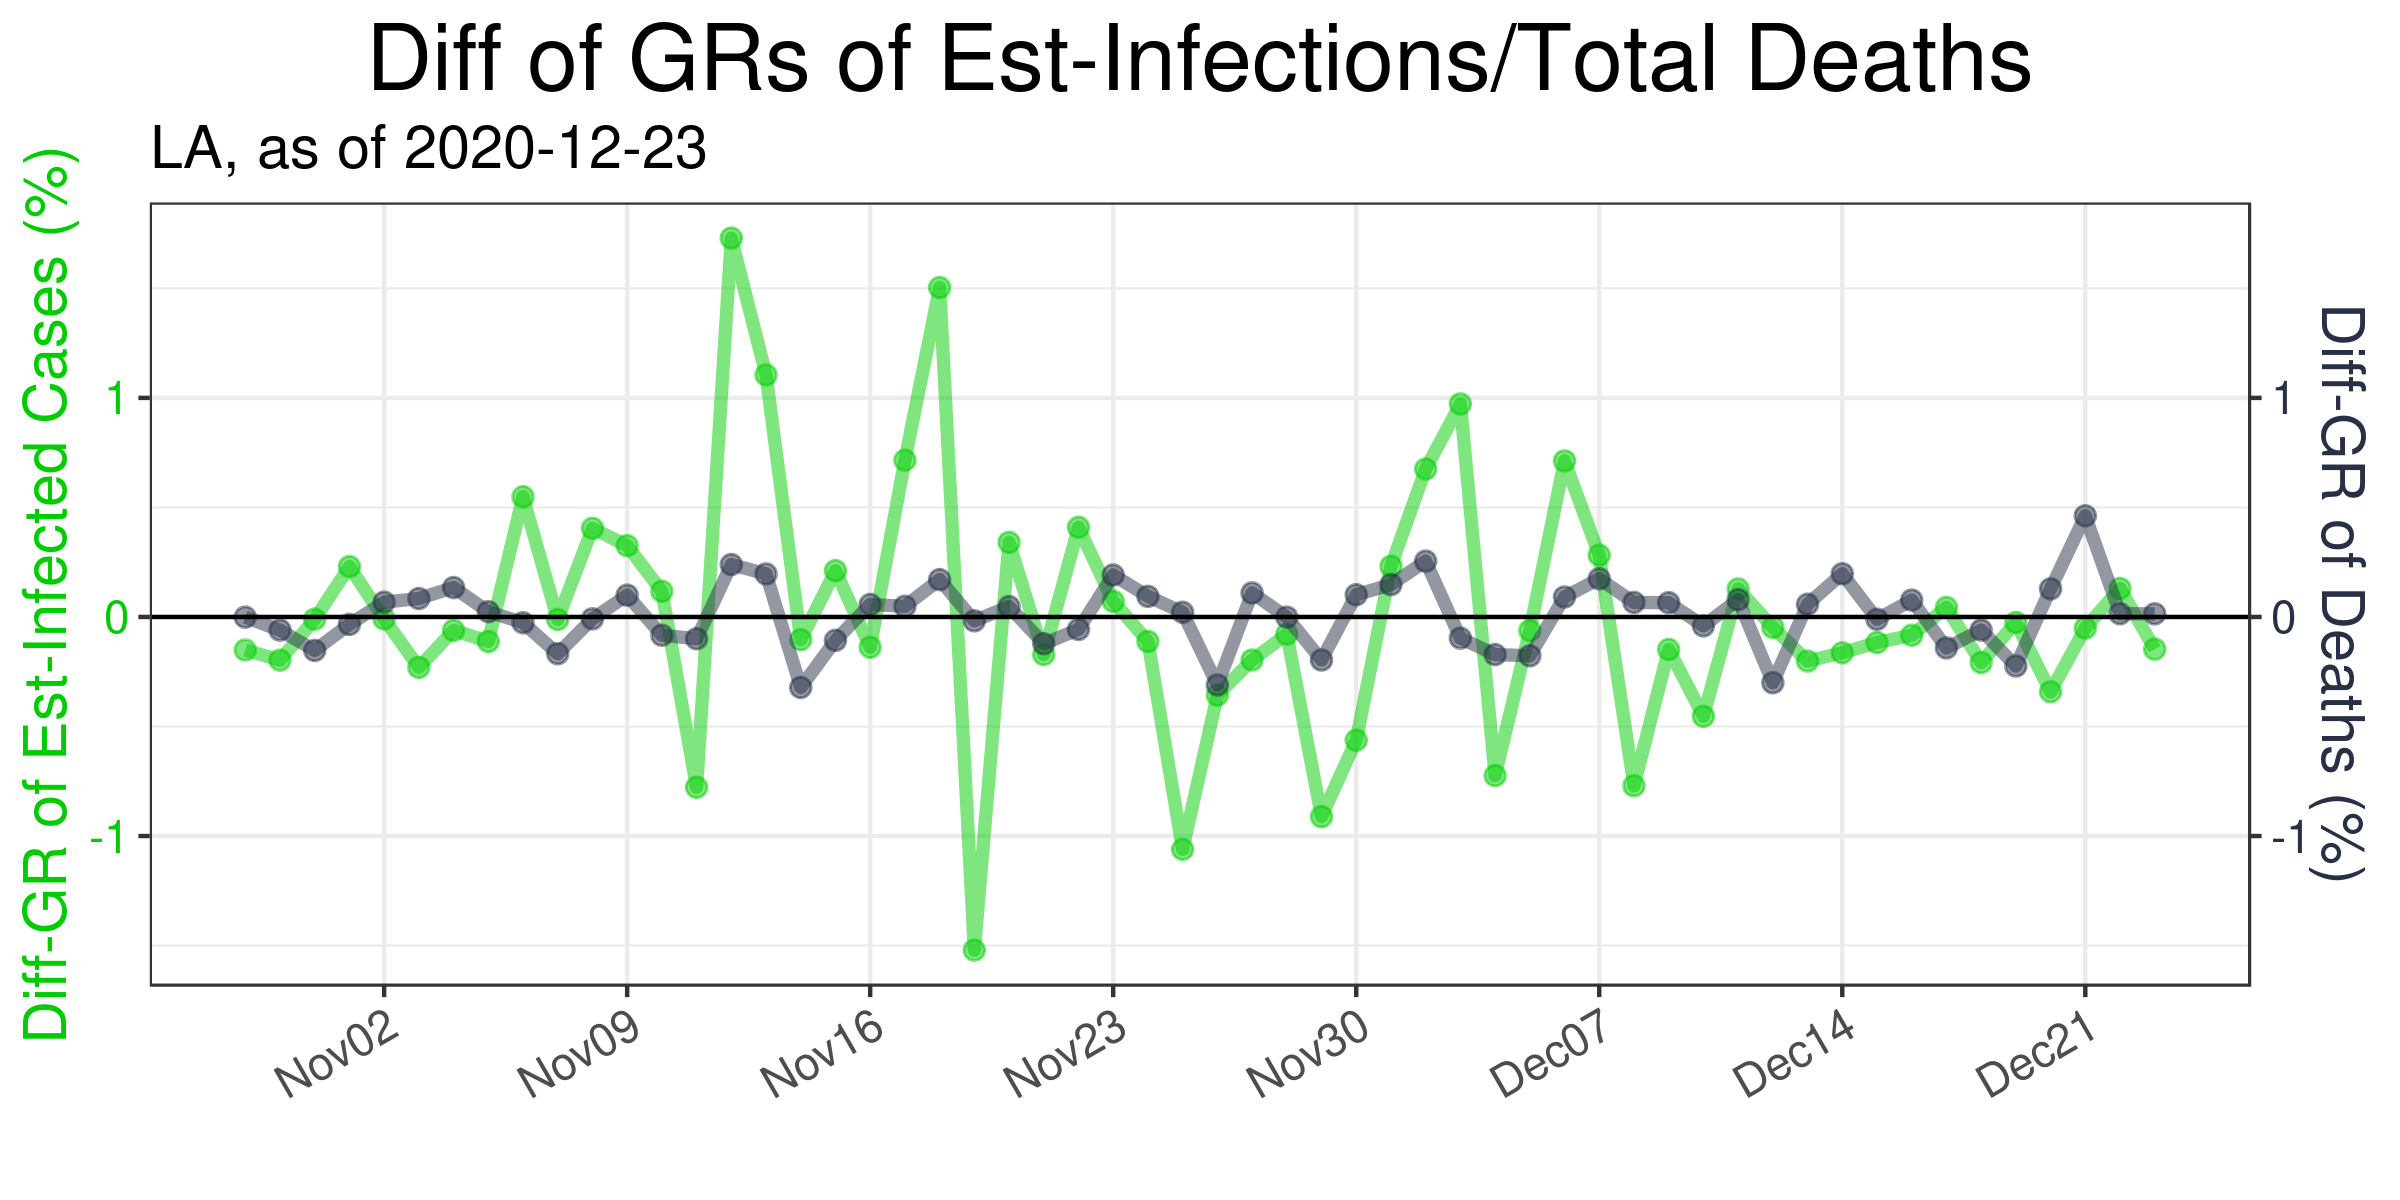 Diff of GRs of Est-Infections/Total Deaths
LA, as of 2020-12-23
Diff-GR of Est-Infected Cases (%)
1
0
-1
1
0
-1
Diff-GR of Deaths (%)
Nov02
Nov09
Nov16
Nov23
Nov30
Dec07
Dec14
Dec21